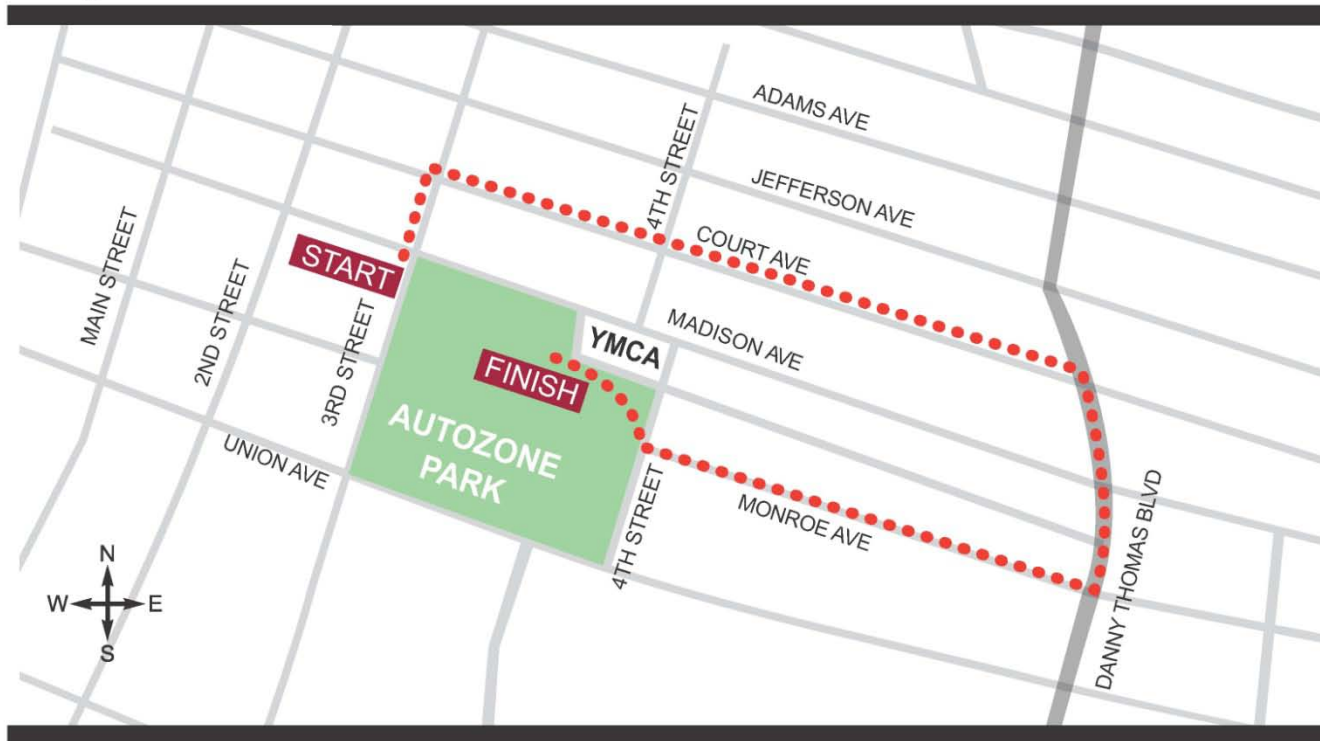 ADAMS AVE
4TH STREET
JEFFERSON AVE
COURT AVE
START
MAIN STREET
2ND STREET
3RD STREET
MADISON AVE
YMCA
FINISH
AUTOZONE
PARK
UNION AVE
4TH STREET
MONROE AVE
DANNY THOMAS BLVD
N
W
E
S